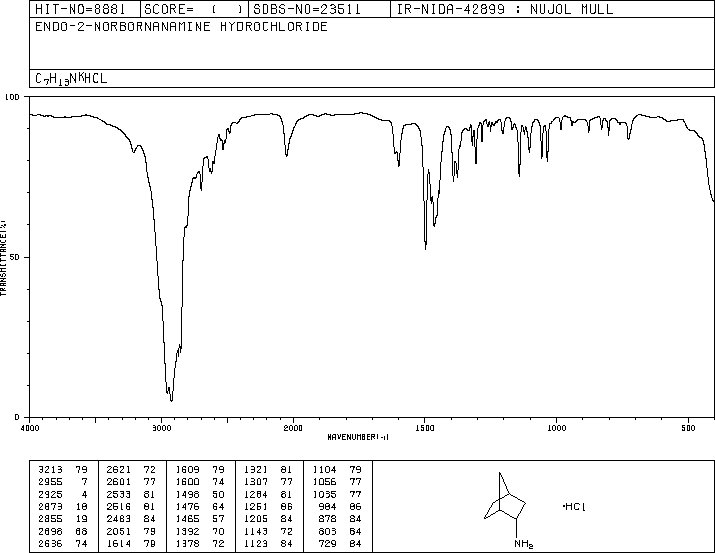 HIT-NO=8881 SCORE= ( ) SDBS-NO=23511 IR-NIDA-42899 : NUJOL MULL
ENDO-2-NORBORNANAMINE HYDROCHLORIDE
C7H13N*HCL
100
50
0
TRANSMITTANCE(%)
4000 3000 2000 1500 1000 500
WAVENUMBER(-1)
3213 79 2621 72 1609 79 1321 81 1104 79
2955 7 2601 77 1600 74 1307 77 1056 77
2925 4 2533 81 1498 50 1284 81 1035 77
2873 18 2516 81 1476 64 1251 86 984 86
2855 19 2483 84 1465 57 1205 84 878 84
2698 68 2051 79 1392 70 1143 72 803 84
2636 74 1614 79 1378 72 1123 84 729 84
·HCl
NH2